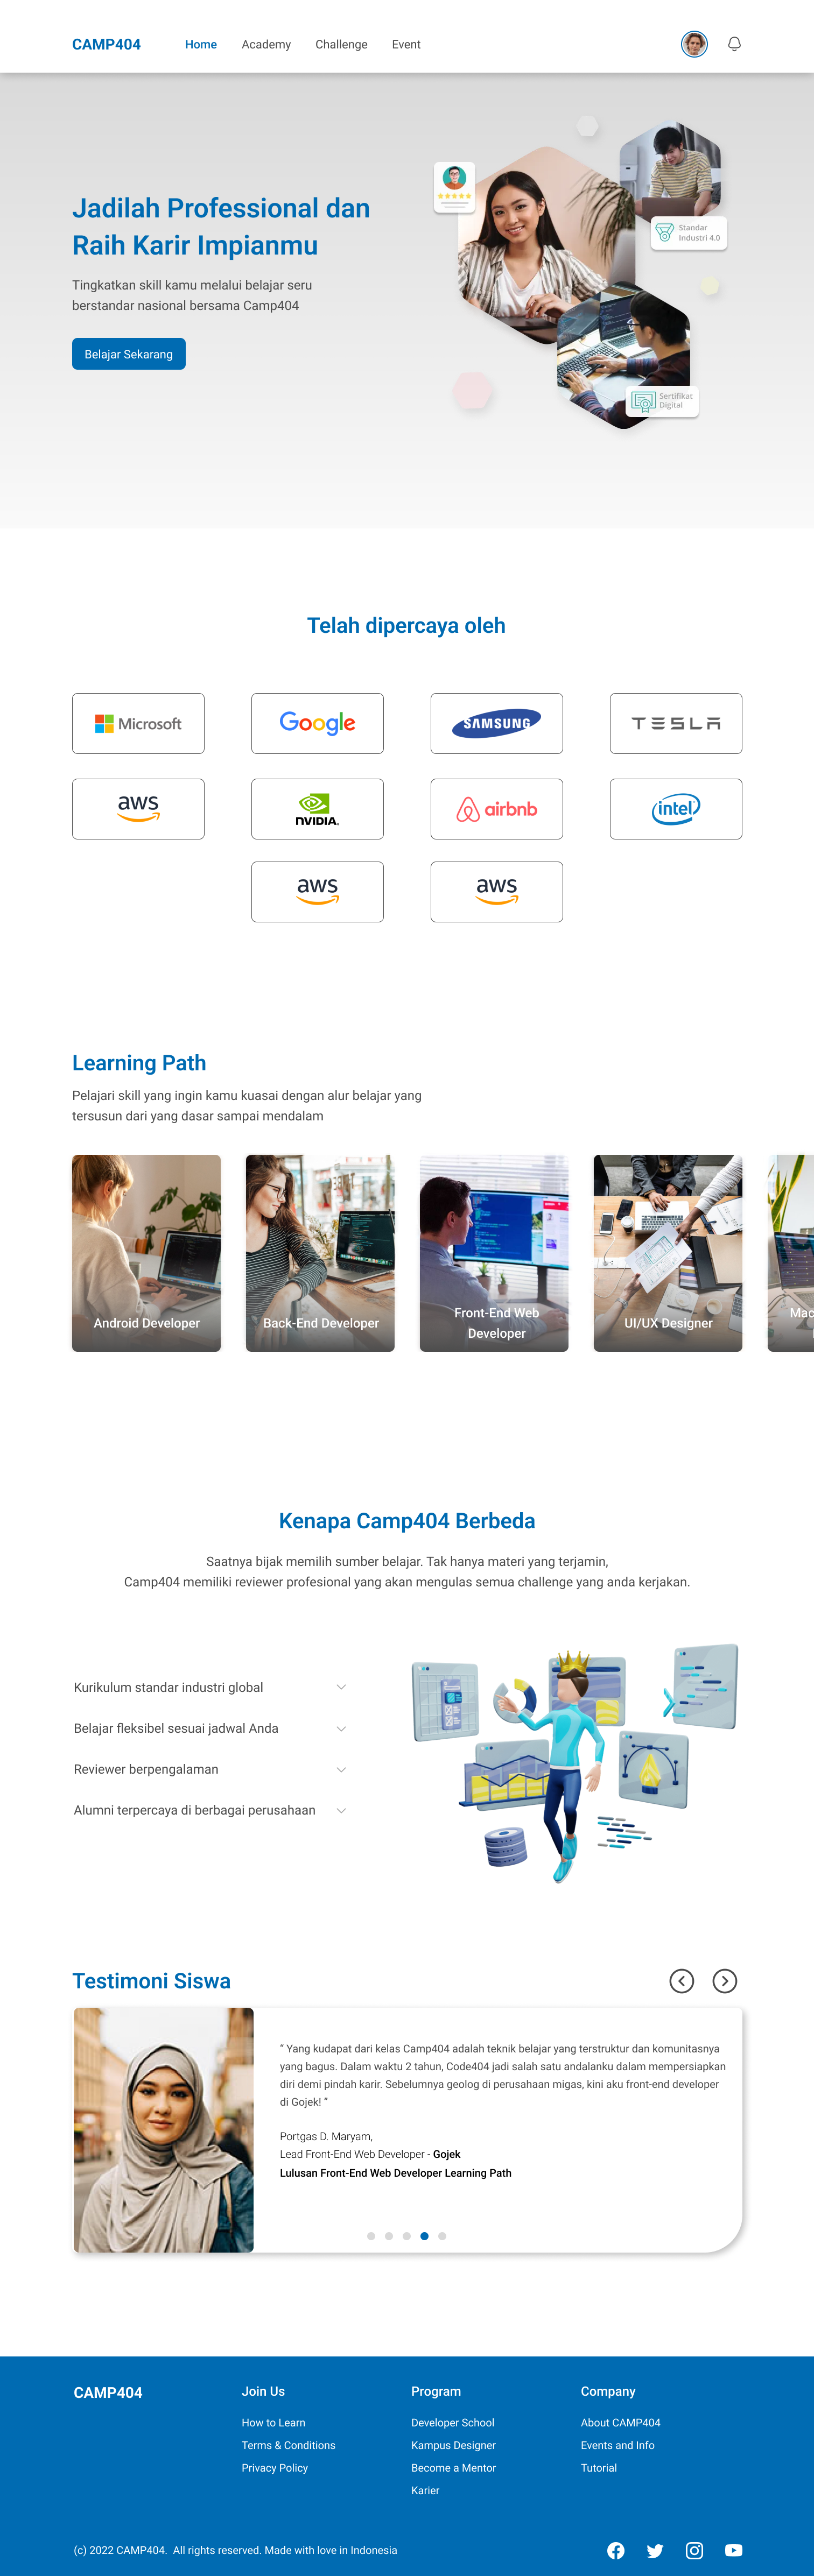 CAMP404
Home
Academy
Challenge
Event
Jadilah Professional dan
Raih Karir Impianmu
Tingkatkan skill kamu melalui belajar seru
berstandar nasional bersama Camp404
Belajar Sekarang
Standar
Industri 4.0
Sertifikat
Digital
Telah dipercaya oleh
Microsoft
Google
SAMSUNG
TESLA
aws
NVIDIA.
airbnb
intel
aws
aws
Learning Path
Pelajari skill yang ingin kamu kuasai dengan alur belajar yang
tersusun dari yang dasar sampai mendalam
Android Developer
Back-End Developer
Front-End Web
Developer
UI/UX Designer
Mac
Kenapa Camp404 Berbeda
Saatnya bijak memilih sumber belajar. Tak hanya materi yang terjamin,
Camp404 memiliki reviewer profesional yang akan mengulas semua challenge yang anda kerjakan.
Kurikulum standar industri global
Belajar fleksibel sesuai jadwal Anda
Reviewer berpengalaman
Alumni terpercaya di berbagai perusahaan
Testimoni Siswa
“ Yang kudapat dari kelas Camp404 adalah teknik belajar yang terstruktur dan komunitasnya
yang bagus. Dalam waktu 2 tahun, Code404 jadi salah satu andalanku dalam mempersiapkan
diri demi pindah karir. Sebelumnya geolog di perusahaan migas, kini aku front-end developer
di Gojek! ”
Portgas D. Maryam,
Lead Front-End Web Developer - Gojek
Lulusan Front-End Web Developer Learning Path
CAMP404
Join Us
How to Learn
Terms & Conditions
Privacy Policy
Program
Developer School
Kampus Designer
Become a Mentor
Karier
Company
About CAMP404
Events and Info
Tutorial
(c) 2022 CAMP404.  All rights reserved. Made with love in Indonesia